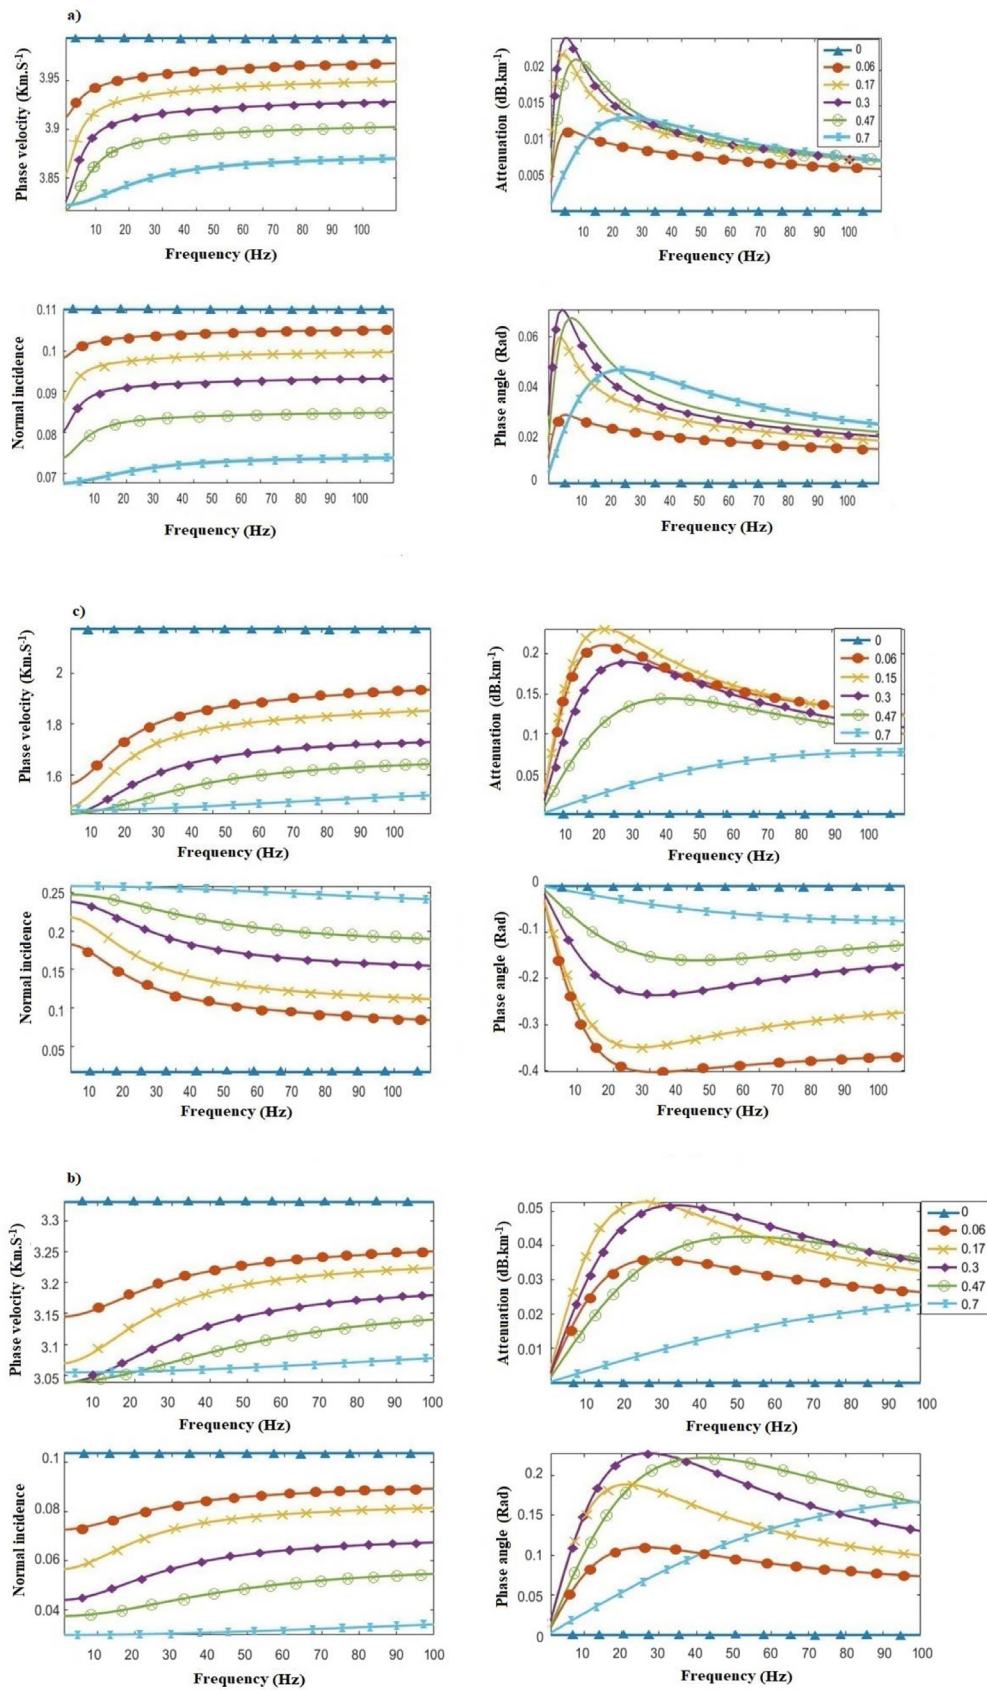 a)
Phase velocity (Km.S-1)
3.95
3.9
3.85
10 20 30 40 50 60 70 80 90 100
Frequency (Hz)
Attenuation (dB.km-1)
0.02
0.015
0.01
0.005
10 20 30 40 50 60 70 80 90 100
Frequency (Hz)
0
0.06
0.17
0.3
0.47
0.7
Normal incidence
0.11
0.1
0.09
0.08
0.07
10 20 30 40 50 60 70 80 90 100
Frequency (Hz)
Phase angle (Rad)
0.06
0.04
0.02
0
10 20 30 40 50 60 70 80 90 100
Frequency (Hz)
c)
Phase velocity (Km.S-1)
2
1.8
1.6
10 20 30 40 50 60 70 80 90 100
Frequency (Hz)
Attenuation (dB.km-1)
0.2
0.15
0.1
0.05
10 20 30 40 50 60 70 80 90 100
Frequency (Hz)
0
0.06
0.15
0.3
0.47
0.7
Normal incidence
0.25
0.2
0.15
0.1
0.05
10 20 30 40 50 60 70 80 90 100
Frequency (Hz)
Phase angle (Rad)
0
-0.1
-0.2
-0.3
-0.4
10 20 30 40 50 60 70 80 90 100
Frequency (Hz)
b)
Phase velocity (Km.S-1)
3.3
3.25
3.2
3.15
3.1
3.05
10 20 30 40 50 60 70 80 90 100
Frequency (Hz)
Attenuation (dB.km-1)
0.05
0.04
0.03
0.02
0.01
10 20 30 40 50 60 70 80 90 100
Frequency (Hz)
0
0.06
0.17
0.3
0.47
0.7
Normal incidence
0.1
0.08
0.06
0.04
10 20 30 40 50 60 70 80 90 100
Frequency (Hz)
Phase angle (Rad)
0.2
0.15
0.1
0.05
0
10 20 30 40 50 60 70 80 90 100
Frequency (Hz)